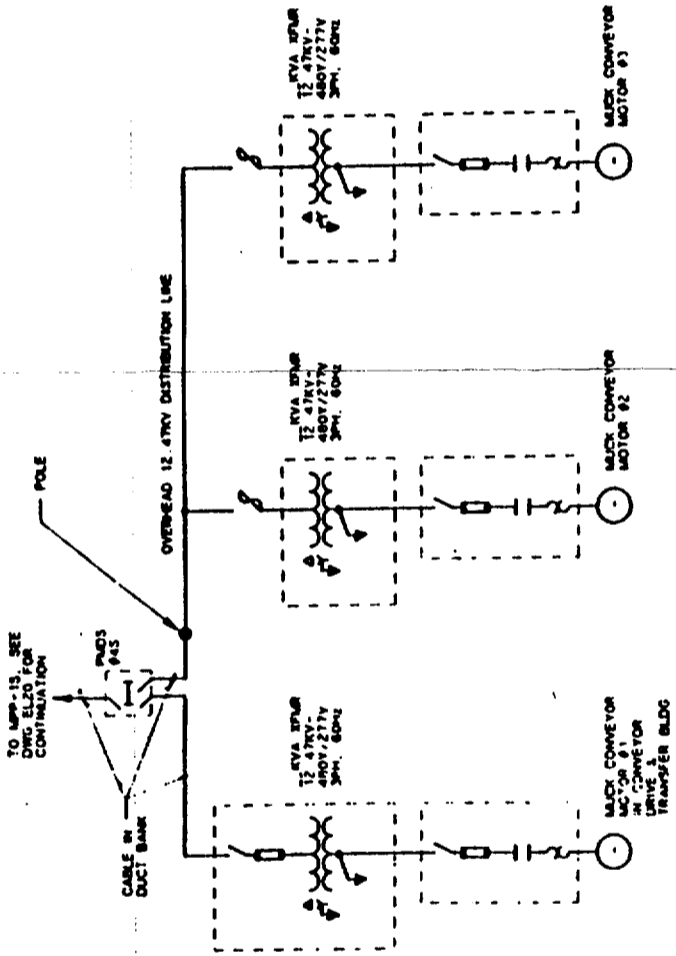 TO MPP-15, SEE
DWG EL20 FOR
CONTINUATION
PMDS
#45
POLE
CABLE IN
DUCT BANK
OVERHEAD 12.47KV DISTRIBUTION LINE
KVA XFMR
12.47KV-
480Y/277V
3PH, 60HZ
KVA XFMR
12.47KV-
480Y/277V
3PH, 60HZ
KVA XFMR
12.47KV-
480Y/277V
3PH, 60HZ
MUCK CONVEYOR
MOTOR #1
IN CONVEYOR
DRIVE &
TRANSFER BLDG
MUCK CONVEYOR
MOTOR #2
MUCK CONVEYOR
MOTOR #3